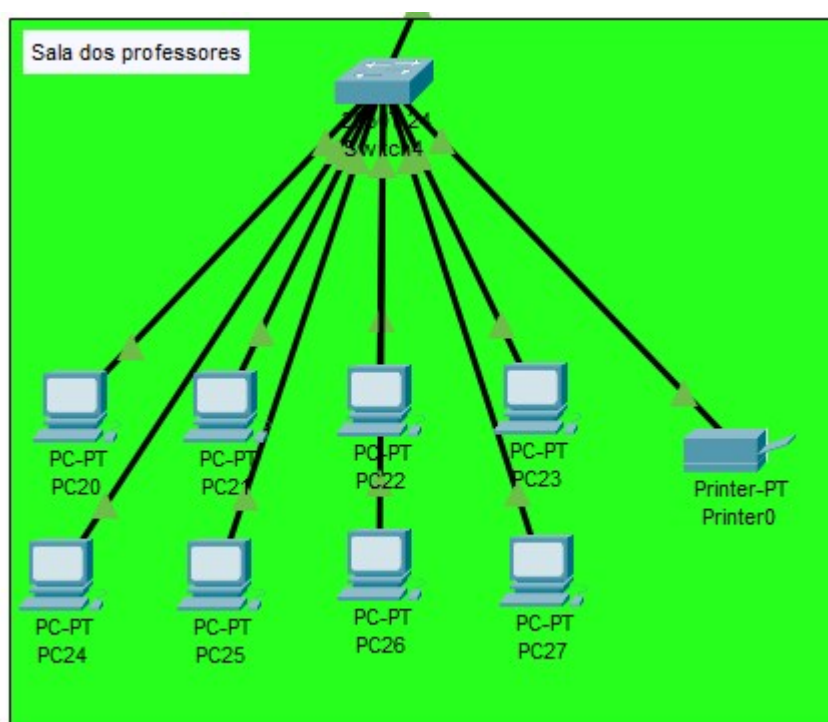 Sala dos professores
Switch4
PC-PT
PC20
PC-PT
PC21
PC-PT
PC22
PC-PT
PC23
Printer-PT
Printer0
PC-PT
PC24
PC-PT
PC25
PC-PT
PC26
PC-PT
PC27